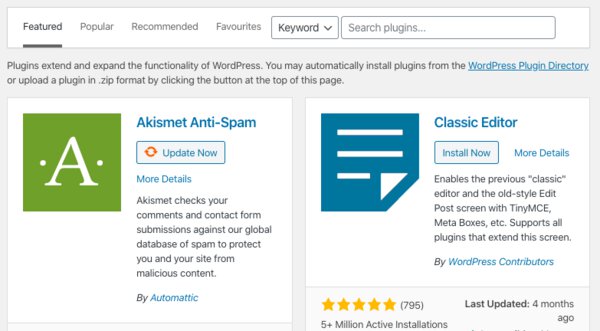 Featured Popular Recommended Favourites Keyword Search plugins...
Plugins extend and expand the functionality of WordPress. You may automatically install plugins from the WordPress Plugin Directory
or upload a plugin in .zip format by clicking the button at the top of this page.
·A·
Akismet Anti-Spam
Update Now
More Details
Akismet checks your
comments and contact form
submissions against our global
database of spam to protect
you and your site from
malicious content.
By Automattic
Classic Editor
Install Now More Details
Enables the previous "classic"
editor and the old-style Edit
Post screen with TinyMCE,
Meta Boxes, etc. Supports all
plugins that extend this screen.
By WordPress Contributors
(795) Last Updated: 4 months
ago
5+ Million Active Installations